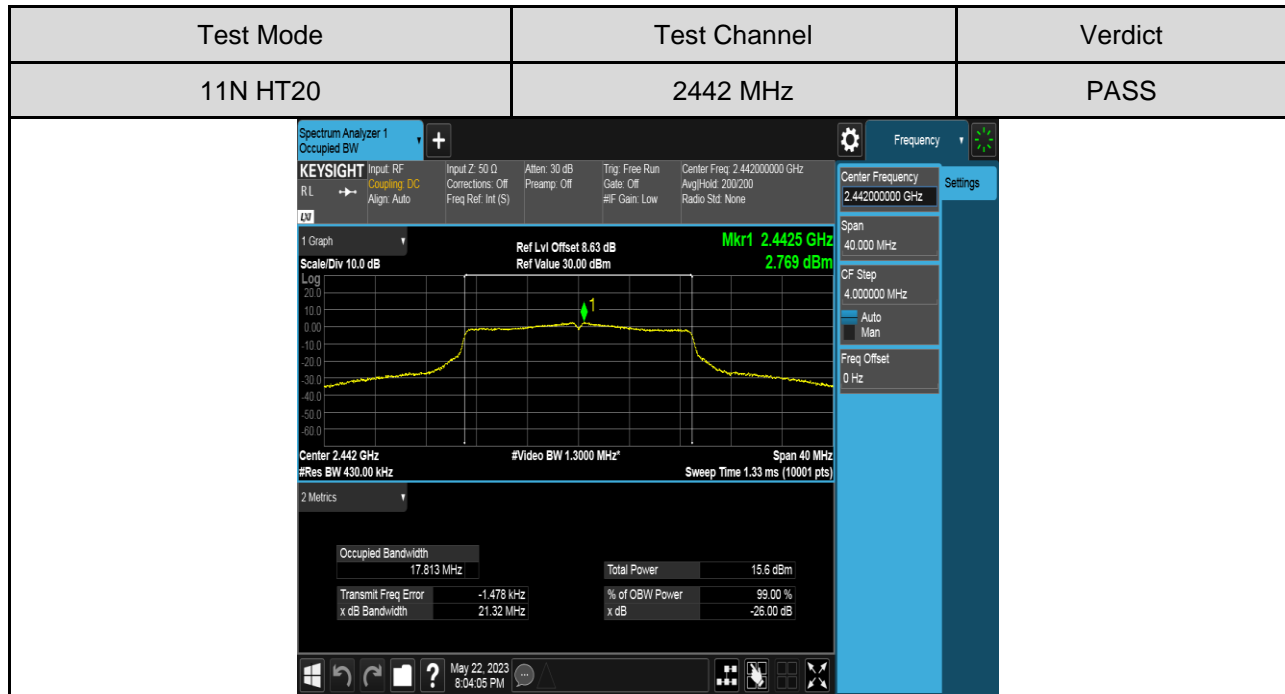 Test Mode Test Channel Verdict
11N HT20 2442 MHz PASS
Spectrum Analyzer 1
Occupied BW
+
Frequency
KEYSIGHT
R L
LXI
Input: RF
Coupling: DC
Align: Auto
Input Z: 50 Ω
Corrections: Off
Freq Ref: Int (S)
Atten: 30 dB
Preamp: Off
Trig: Free Run
Gate: Off
#IF Gain: Low
Center Freq: 2.442000000 GHz
Avg|Hold: 200/200
Radio Std: None
Center Frequency
2.442000000 GHz
Settings
Span
40.000 MHz
CF Step
4.000000 MHz
Auto
Man
Freq Offset
0 Hz
1 Graph
Scale/Div 10.0 dB
Ref Lvl Offset 8.63 dB
Ref Value 30.00 dBm
Mkr1 2.4425 GHz
2.769 dBm
Log
20.0
10.0
0.00
-10.0
-20.0
-30.0
-40.0
-50.0
-60.0
1
Center 2.442 GHz #Video BW 1.3000 MHz* Span 40 MHz
#Res BW 430.00 kHz Sweep Time 1.33 ms (10001 pts)
2 Metrics
Occupied Bandwidth
17.813 MHz
Total Power 15.6 dBm
Transmit Freq Error -1.478 kHz
% of OBW Power 99.00 %
x dB Bandwidth 21.32 MHz
x dB -26.00 dB
?
May 22, 2023
8:04:05 PM